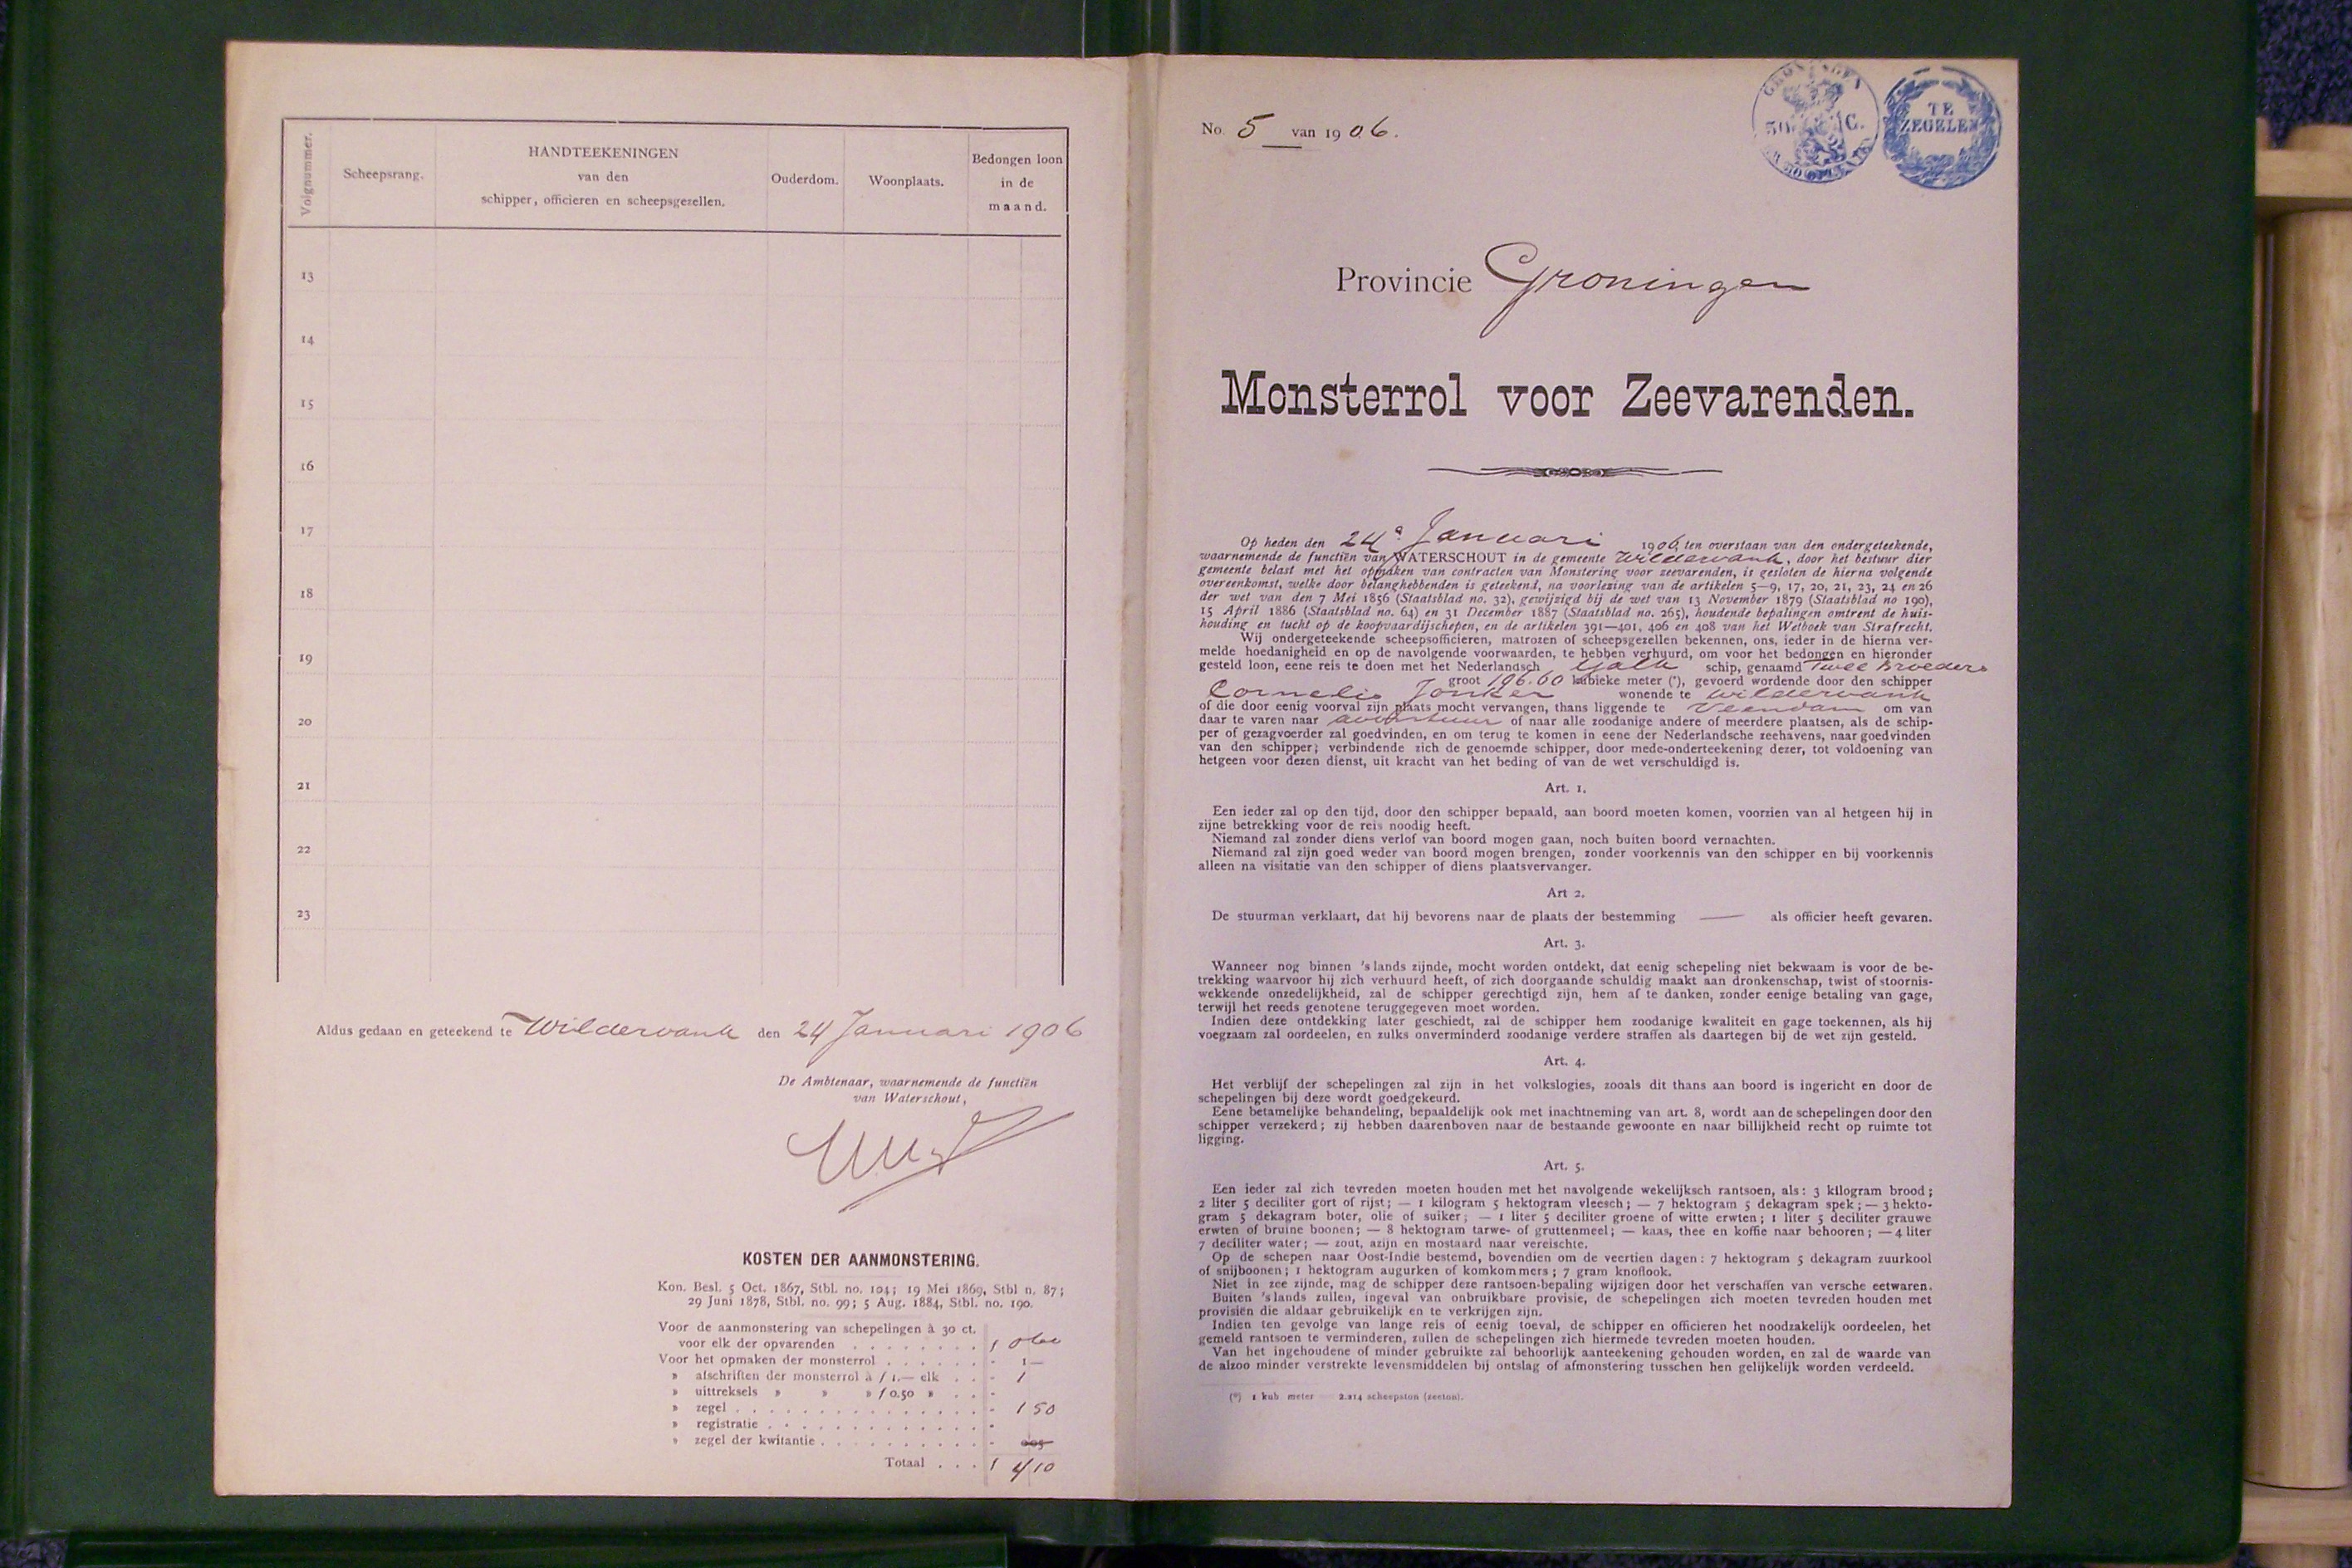 Volgnummer.
Scheepsrang.
HANDTEEKENINGEN
van den
schipper, officieren en scheepsgezellen.
Ouderdom.
Woonplaats.
Bedongen loon
in de
maand.
13
14
15
16
17
18
19
20
21
22
23
Aldus gedaan en geteekend te Wildervank den 24 Januari 1906
De Ambtenaar, waarnemende de functiën
van Waterschout,
KOSTEN DER AANMONSTERING.
Kon. Besl. 5 Oct. 1867, Stbl. no. 104; 19 Mei 1869, Stbl n. 87;
29 Juni 1878, Stbl. no. 99; 5 Aug. 1884, Stbl. no. 190.
Voor de aanmonstering van schepelingen à 30 ct.
voor elk der opvarenden . . . . . . . . f 060
Voor het opmaken der monsterrol . . . . . . - 1—
» afschriften der monsterrol à f 1.— elk . . - 1
» uittreksels » » » f 0.50 » . . -
» zegel . . . . . . . . . . . . . . . - 1 50
» registratie . . . . . . . . . . . . . -
» zegel der kwitantie . . . . . . . . . . - 005
Totaal . . . f 4 10
No. 5 van 1906.
GRONINGEN
50 C.
TE
ZEGELEN
Provincie Groningen
Monsterrol voor Zeevarenden.
Op heden den 24e Januari 1906, ten overstaan van den ondergeteekende,
waarnemende de functiën van WATERSCHOUT in de gemeente Wildervank, door het bestuur dier
gemeente belast met het opmaken van contracten van Monstering voor zeevarenden, is gesloten de hierna volgende
overeenkomst, welke door belanghebbenden is geteekend, na voorlezing van de artikelen 5—9, 17, 20, 21, 23, 24 en 26
der wet van den 7 Mei 1856 (Staatsblad no. 32), gewijzigd bij de wet van 13 November 1879 (Staatsblad no 190),
15 April 1886 (Staatsblad no. 64) en 31 December 1887 (Staatsblad no. 265), houdende bepalingen omtrent de huis-
houding en tucht op de koopvaardijschepen, en de artikelen 391—401, 406 en 408 van het Wetboek van Strafrecht.
Wij ondergeteekende scheepsofficieren, matrozen of scheepsgezellen bekennen, ons, ieder in de hierna ver-
melde hoedanigheid en op de navolgende voorwaarden, te hebben verhuurd, om voor het bedongen en hieronder
gesteld loon, eene reis te doen met het Nederlandsch Tjalk schip, genaamd Twee Broeders
groot 196.60 kubieke meter (*), gevoerd wordende door den schipper
Cornelis Jonker wonende te Wildervank
of die door eenig voorval zijn plaats mocht vervangen, thans liggende te Veendam om van
daar te varen naar avontuur of naar alle zoodanige andere of meerdere plaatsen, als de schip-
per of gezagvoerder zal goedvinden, en om terug te komen in eene der Nederlandsche zeehavens, naar goedvinden
van den schipper; verbindende zich de genoemde schipper, door mede-onderteekening dezer, tot voldoening van
hetgeen voor dezen dienst, uit kracht van het beding of van de wet verschuldigd is.
Art. 1.
Een ieder zal op den tijd, door den schipper bepaald, aan boord moeten komen, voorzien van al hetgeen hij in
zijne betrekking voor de reis noodig heeft.
Niemand zal zonder diens verlof van boord mogen gaan, noch buiten boord vernachten.
Niemand zal zijn goed weder van boord mogen brengen, zonder voorkennis van den schipper en bij voorkennis
alleen na visitatie van den schipper of diens plaatsvervanger.
Art 2.
De stuurman verklaart, dat hij bevorens naar de plaats der bestemming — als officier heeft gevaren.
Art. 3.
Wanneer nog binnen 's lands zijnde, mocht worden ontdekt, dat eenig schepeling niet bekwaam is voor de be-
trekking waarvoor hij zich verhuurd heeft, of zich doorgaande schuldig maakt aan dronkenschap, twist of stoornis-
wekkende onzedelijkheid, zal de schipper gerechtigd zijn, hem af te danken, zonder eenige betaling van gage,
terwijl het reeds genotene teruggegeven moet worden.
Indien deze ontdekking later geschiedt, zal de schipper hem zoodanige kwaliteit en gage toekennen, als hij
voegzaam zal oordeelen, en zulks onverminderd zoodanige verdere straffen als daartegen bij de wet zijn gesteld.
Art. 4.
Het verblijf der schepelingen zal zijn in het volkslogies, zooals dit thans aan boord is ingericht en door de
schepelingen bij deze wordt goedgekeurd.
Eene betamelijke behandeling, bepaaldelijk ook met inachtneming van art. 8, wordt aan de schepelingen door den
schipper verzekerd; zij hebben daarenboven naar de bestaande gewoonte en naar billijkheid recht op ruimte tot
ligging.
Art. 5.
Een ieder zal zich tevreden moeten houden met het navolgende wekelijksch rantsoen, als: 3 kilogram brood;
2 liter 5 deciliter gort of rijst; — 1 kilogram 5 hektogram vleesch; — 7 hektogram 5 dekagram spek; — 3 hekto-
gram 5 dekagram boter, olie of suiker; — 1 liter 5 deciliter groene of witte erwten; 1 liter 5 deciliter grauwe
erwten of bruine boonen; — 8 hektogram tarwe- of gruttenmeel; — kaas, thee en koffie naar behooren; — 4 liter
7 deciliter water; — zout, azijn en mostaard naar vereischte.
Op de schepen naar Oost-Indië bestemd, bovendien om de veertien dagen: 7 hektogram 5 dekagram zuurkool
of snijboonen; 1 hektogram augurken of komkommers; 7 gram knoflook.
Niet in zee zijnde, mag de schipper deze rantsoen-bepaling wijzigen door het verschaffen van versche eetwaren.
Buiten 's lands zullen, ingeval van onbruikbare provisie, de schepelingen zich moeten tevreden houden met
provisiën die aldaar gebruikelijk en te verkrijgen zijn.
Indien ten gevolge van lange reis of eenig toeval, de schipper en officieren het noodzakelijk oordeelen, het
gemeld rantsoen te verminderen, zullen de schepelingen zich hiermede tevreden moeten houden.
Van het ingehoudene of minder gebruikte zal behoorlijk aanteekening gehouden worden, en zal de waarde van
de alzoo minder verstrekte levensmiddelen bij ontslag of afmonstering tusschen hen gelijkelijk worden verdeeld.
(*) 1 kub. meter 2.214 scheepston (zeeton).